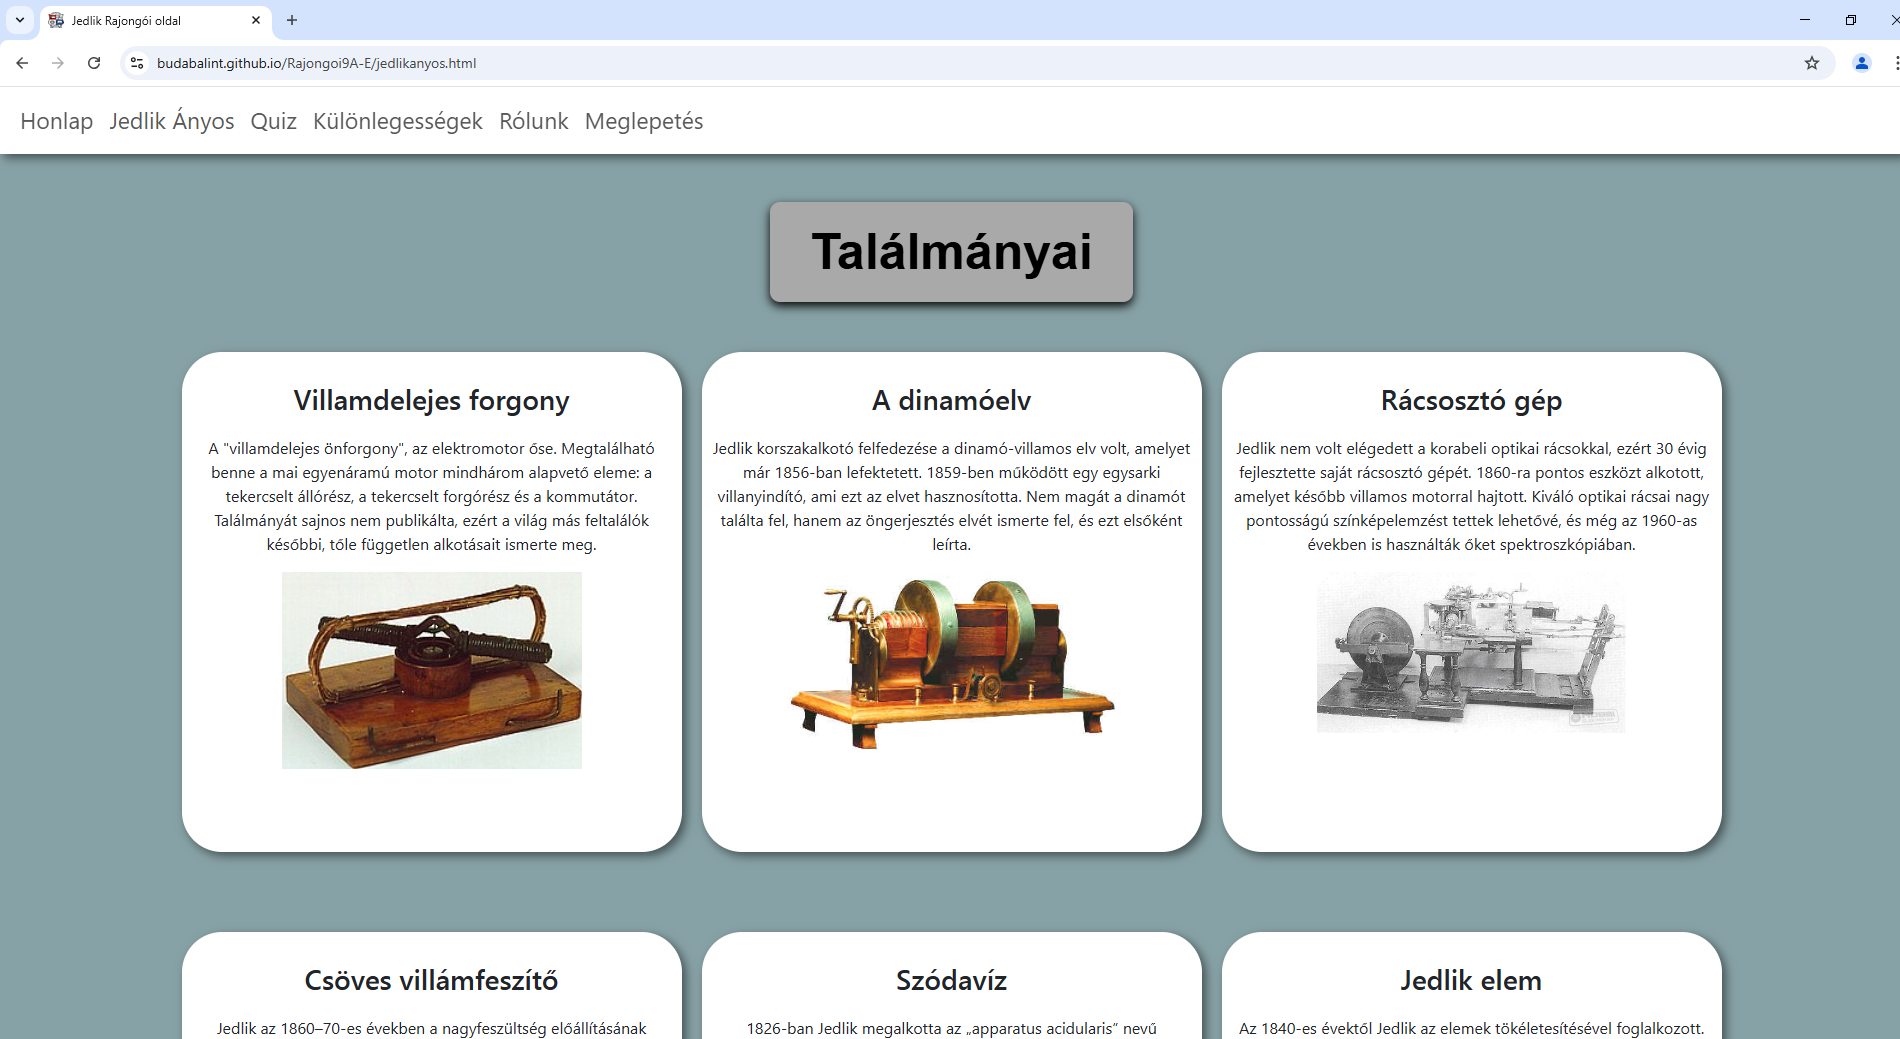 Jedlik Rajongói oldal
budabalint.github.io/Rajongoi9A-E/jedlikanyos.html
Honlap Jedlik Ányos Quiz Különlegességek Rólunk Meglepetés
Találmányai
Villamdelejes forgony
A "villamdelejes önforgony", az elektromotor őse. Megtalálható
benne a mai egyenáramú motor mindhárom alapvető eleme: a
tekercselt állórész, a tekercselt forgórész és a kommutátor.
Találmányát sajnos nem publikálta, ezért a világ más feltalálók
későbbi, tőle független alkotásait ismerte meg.
A dinamóelv
Jedlik korszakalkotó felfedezése a dinamó-villamos elv volt, amelyet
már 1856-ban lefektetett. 1859-ben működött egy egysarki
villanyindító, ami ezt az elvet hasznosította. Nem magát a dinamót
találta fel, hanem az öngerjesztés elvét ismerte fel, és ezt elsőként
leírta.
Rácsosztó gép
Jedlik nem volt elégedett a korabeli optikai rácsokkal, ezért 30 évig
fejlesztette saját rácsosztó gépét. 1860-ra pontos eszközt alkotott,
amelyet később villamos motorral hajtott. Kiváló optikai rácsai nagy
pontosságú színképelemzést tettek lehetővé, és még az 1960-as
években is használták őket spektroszkópiában.
Csöves villámfeszítő
Jedlik az 1860–70-es években a nagyfeszültség előállításának
Szódavíz
1826-ban Jedlik megalkotta az „apparatus acidularis” nevű
Jedlik elem
Az 1840-es évektől Jedlik az elemek tökéletesítésével foglalkozott.